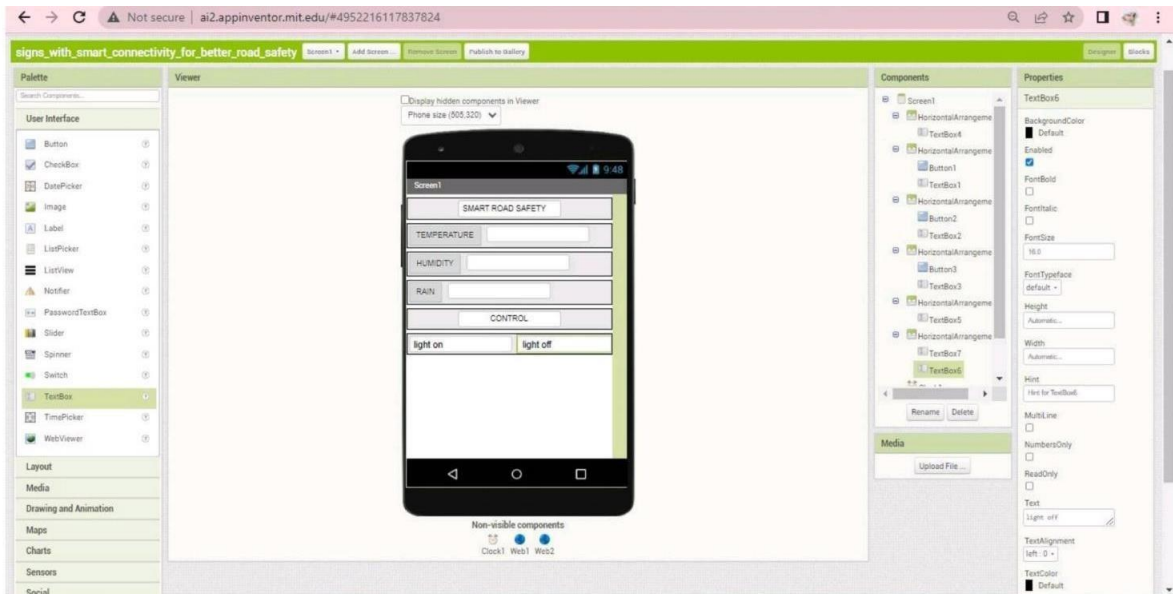 Not secure | ai2.appinventor.mit.edu/#4952216117837824
signs_with_smart_connectivity_for_better_road_safety Screen1 Add Screen ... Remove Screen Publish to Gallery Designer Blocks
Palette
Search Components...
User Interface
Button
CheckBox
DatePicker
Image
Label
ListPicker
ListView
Notifier
PasswordTextBox
Slider
Spinner
Switch
TextBox
TimePicker
WebViewer
Layout
Media
Drawing and Animation
Maps
Charts
Sensors
Social
Viewer
Display hidden components in Viewer
Phone size (505,320)
9:48
Screen1
SMART ROAD SAFETY
TEMPERATURE
HUMIDITY
RAIN
CONTROL
light on light off
Non-visible components
Clock1 Web1 Web2
Components
Screen1
HorizontalArrangeme
TextBox4
HorizontalArrangeme
Button1
TextBox1
HorizontalArrangeme
Button2
TextBox2
HorizontalArrangeme
Button3
TextBox3
HorizontalArrangeme
TextBox5
HorizontalArrangeme
TextBox7
TextBox6
Rename Delete
Media
Upload File ...
Properties
TextBox6
BackgroundColor
Default
Enabled
FontBold
FontItalic
FontSize
FontTypeface
default
Height
Automatic...
Width
Automatic...
Hint
Hint for TextBox6
MultiLine
NumbersOnly
ReadOnly
Text
light off
TextAlignment
left : 0
TextColor
Default